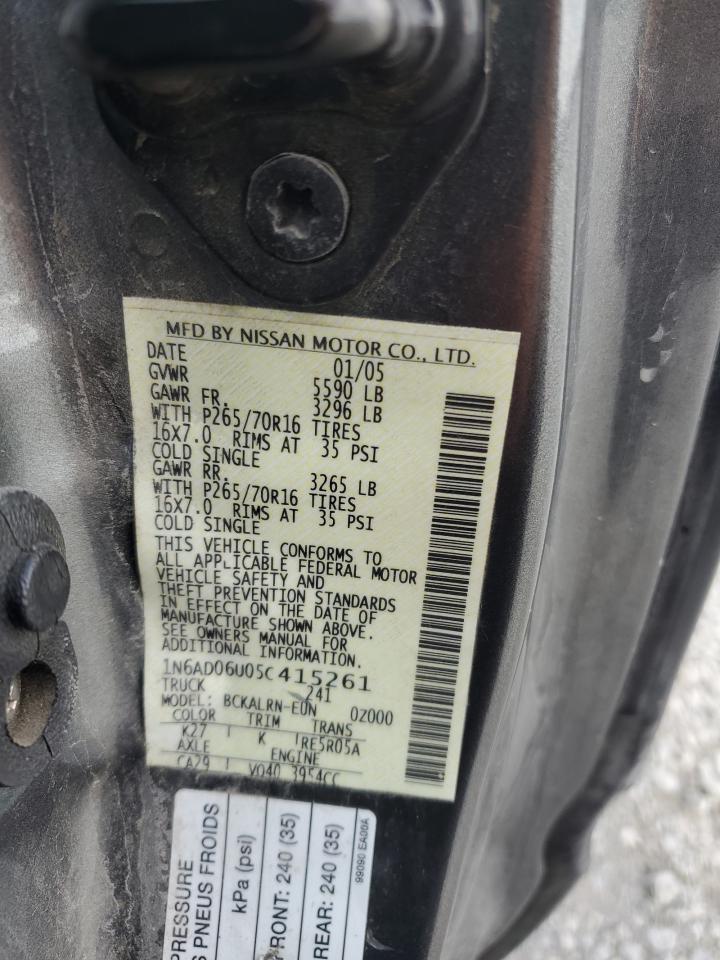 MFD BY NISSAN MOTOR CO., LTD.
DATE 01/05
GVWR 5590 LB
GAWR FR. 3296 LB
WITH P265/70R16 TIRES
16X7.0 RIMS AT 35 PSI
COLD SINGLE
GAWR RR. 3265 LB
WITH P265/70R16 TIRES
16X7.0 RIMS AT 35 PSI
COLD SINGLE
THIS VEHICLE CONFORMS TO
ALL APPLICABLE FEDERAL MOTOR
VEHICLE SAFETY AND
THEFT PREVENTION STANDARDS
IN EFFECT ON THE DATE OF
MANUFACTURE SHOWN ABOVE.
SEE OWNERS MANUAL FOR
ADDITIONAL INFORMATION.
1N6AD06U05C415261
TRUCK 241
MODEL: BCKALRN-EUN 0Z000
COLOR TRIM TRANS
K27 K RE5R05A
AXLE ENGINE
CA29 VQ40 3954CC
PRESSURE
S PNEUS FROIDS
kPa (psi)
FRONT: 240 (35)
REAR: 240 (35)
99090 EA00A